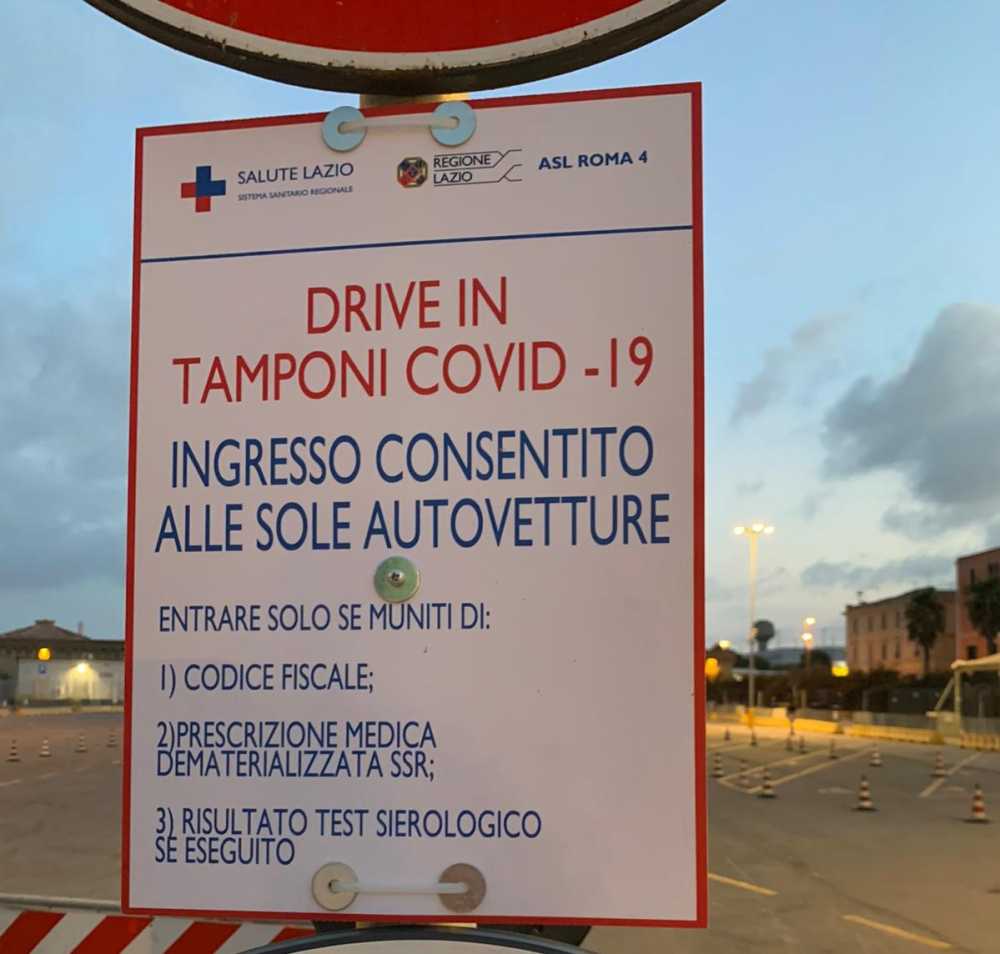 SALUTE LAZIO
SISTEMA SANITARIO REGIONALE
REGIONE
LAZIO
ASL ROMA 4
DRIVE IN
TAMPONI COVID -19
INGRESSO CONSENTITO
ALLE SOLE AUTOVETTURE
ENTRARE SOLO SE MUNITI DI:
1) CODICE FISCALE;
2)PRESCRIZIONE MEDICA
DEMATERIALIZZATA SSR;
3) RISULTATO TEST SIEROLOGICO
SE ESEGUITO